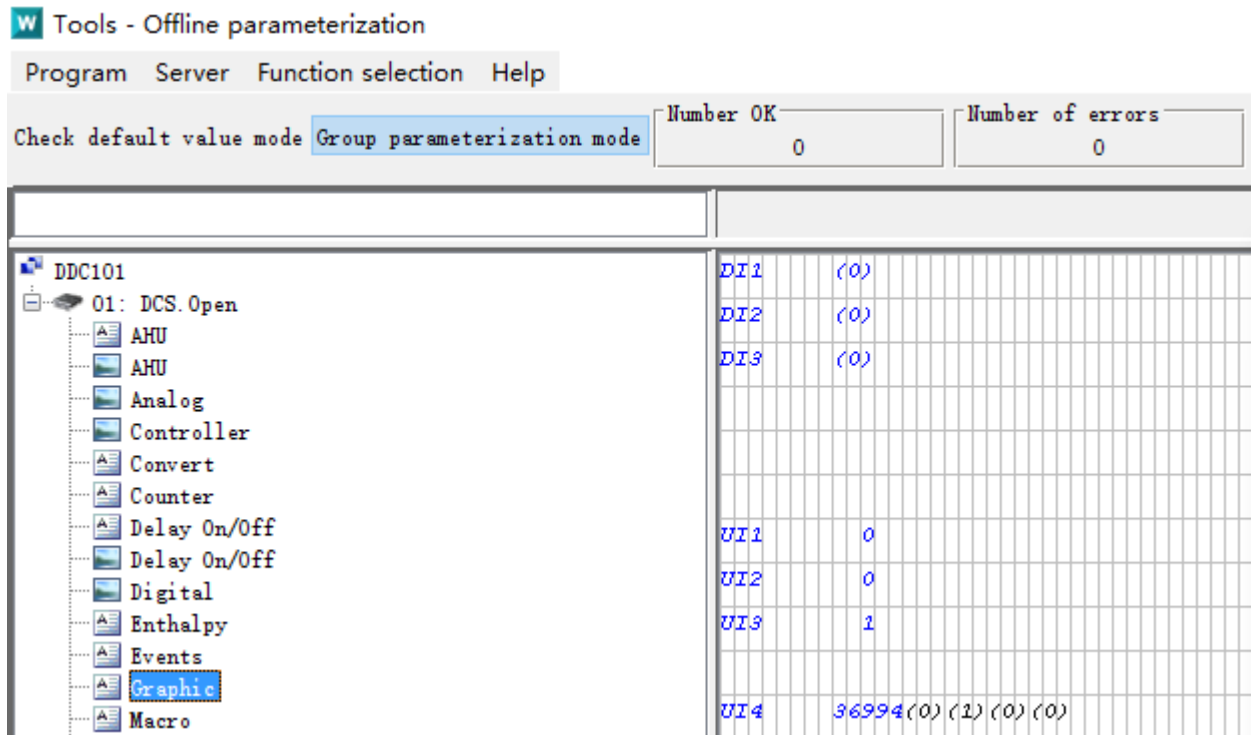 W Tools - Offline parameterization
Program Server Function selection Help
Check default value mode Group parameterization mode Number OK 0 Number of errors 0
DDC101
01: DCS.Open
AHU
AHU
Analog
Controller
Convert
Counter
Delay On/Off
Delay On/Off
Digital
Enthalpy
Events
Graphic
Macro
DI1 (0)
DI2 (0)
DI3 (0)
UI1 0
UI2 0
UI3 1
UI4 36994(0)(1)(0)(0)